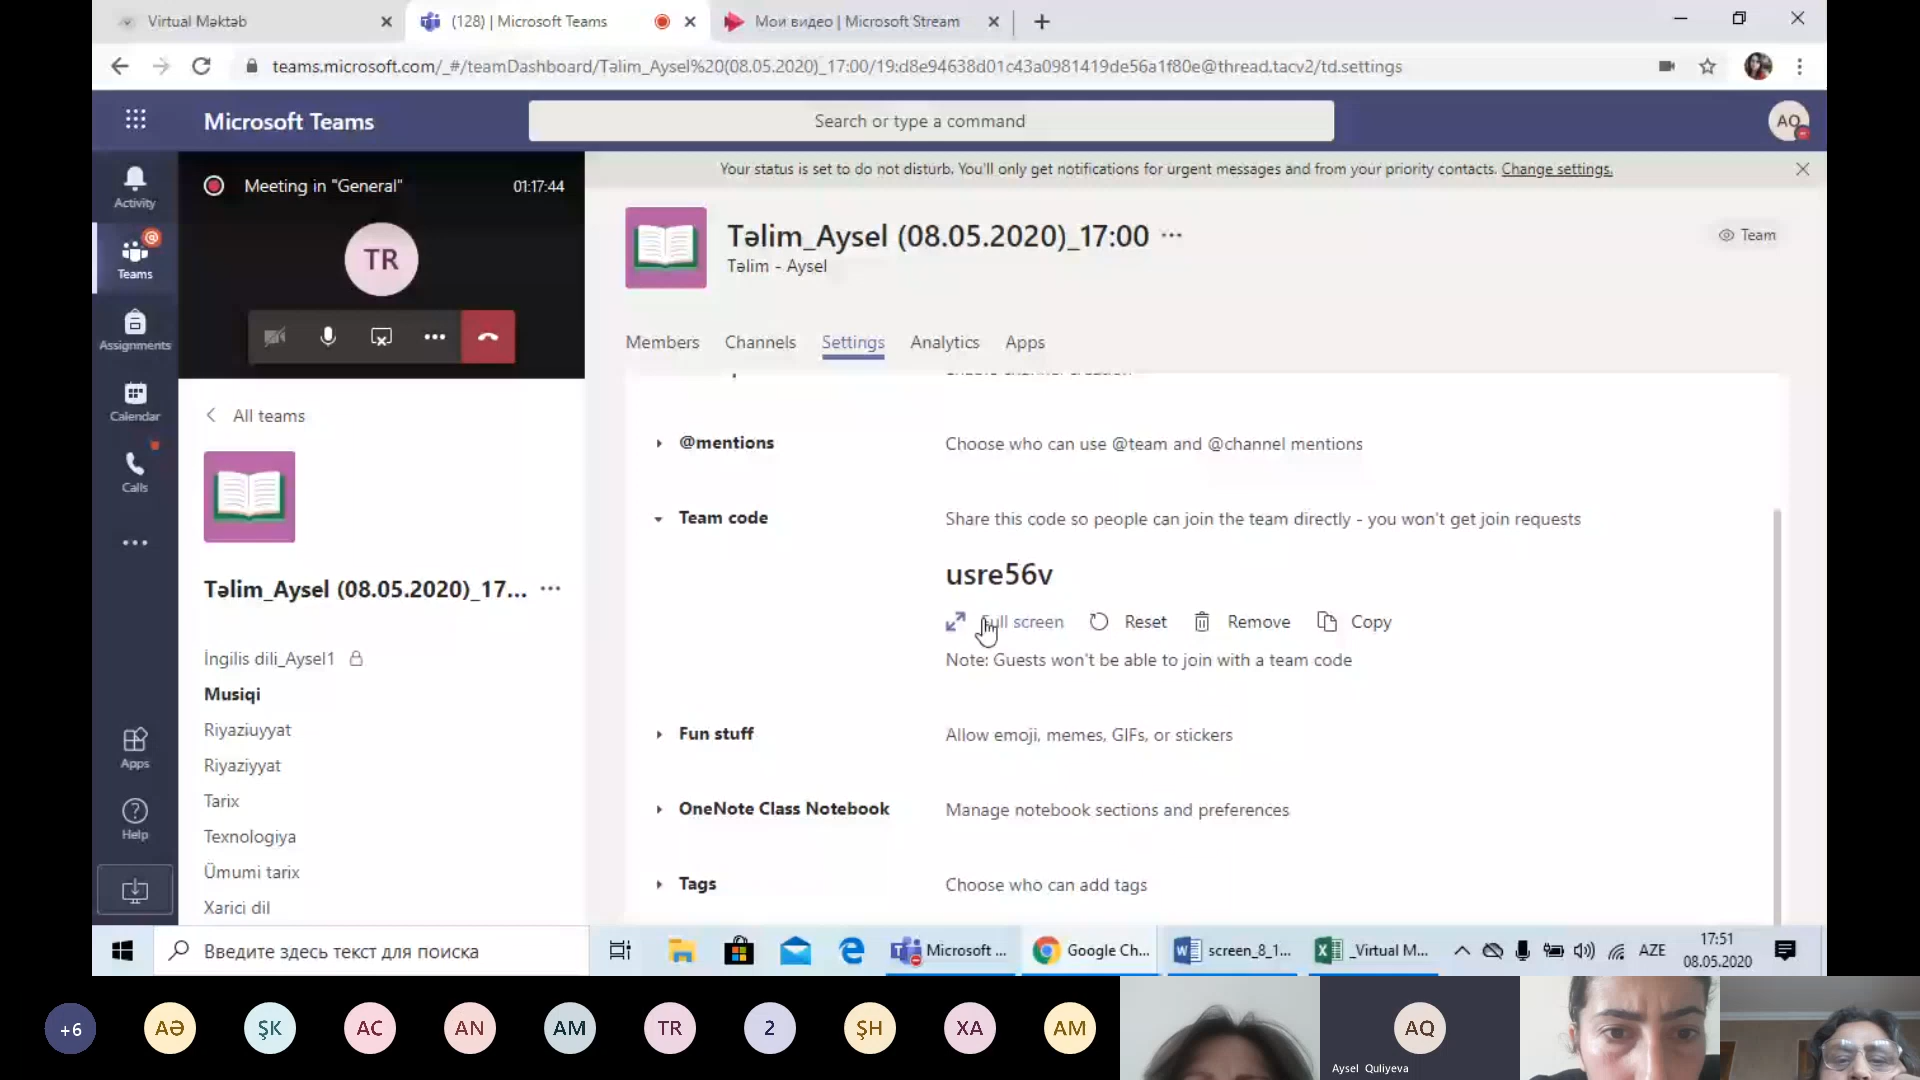 Virtual Məktəb
(128) | Microsoft Teams
Мои видео | Microsoft Stream
teams.microsoft.com/_#/teamDashboard/Təlim_Aysel%20(08.05.2020)_17:00/19:d8e94638d01c43a0981419de56a1f80e@thread.tacv2/td.settings
Microsoft Teams
Search or type a command
AQ
Your status is set to do not disturb. You'll only get notifications for urgent messages and from your priority contacts. Change settings.
Activity
Teams
Assignments
Calendar
Calls
Apps
Help
Meeting in "General"
01:17:44
TR
All teams
Təlim_Aysel (08.05.2020)_17...
İngilis dili_Aysel1
Musiqi
Riyaziuyyat
Riyaziyyat
Tarix
Texnologiya
Ümumi tarix
Xarici dil
Təlim_Aysel (08.05.2020)_17:00
Təlim - Aysel
Team
Members
Channels
Settings
Analytics
Apps
@mentions
Choose who can use @team and @channel mentions
Team code
Share this code so people can join the team directly - you won't get join requests
usre56v
Full screen
Reset
Remove
Copy
Note: Guests won't be able to join with a team code
Fun stuff
Allow emoji, memes, GIFs, or stickers
OneNote Class Notebook
Manage notebook sections and preferences
Tags
Choose who can add tags
Введите здесь текст для поиска
Microsoft ...
Google Ch...
screen_8_1...
_Virtual M...
AZE
17:51
08.05.2020
+6
AƏ
ŞK
AC
AN
AM
TR
2
ŞH
XA
AM
AQ
Aysel Quliyeva